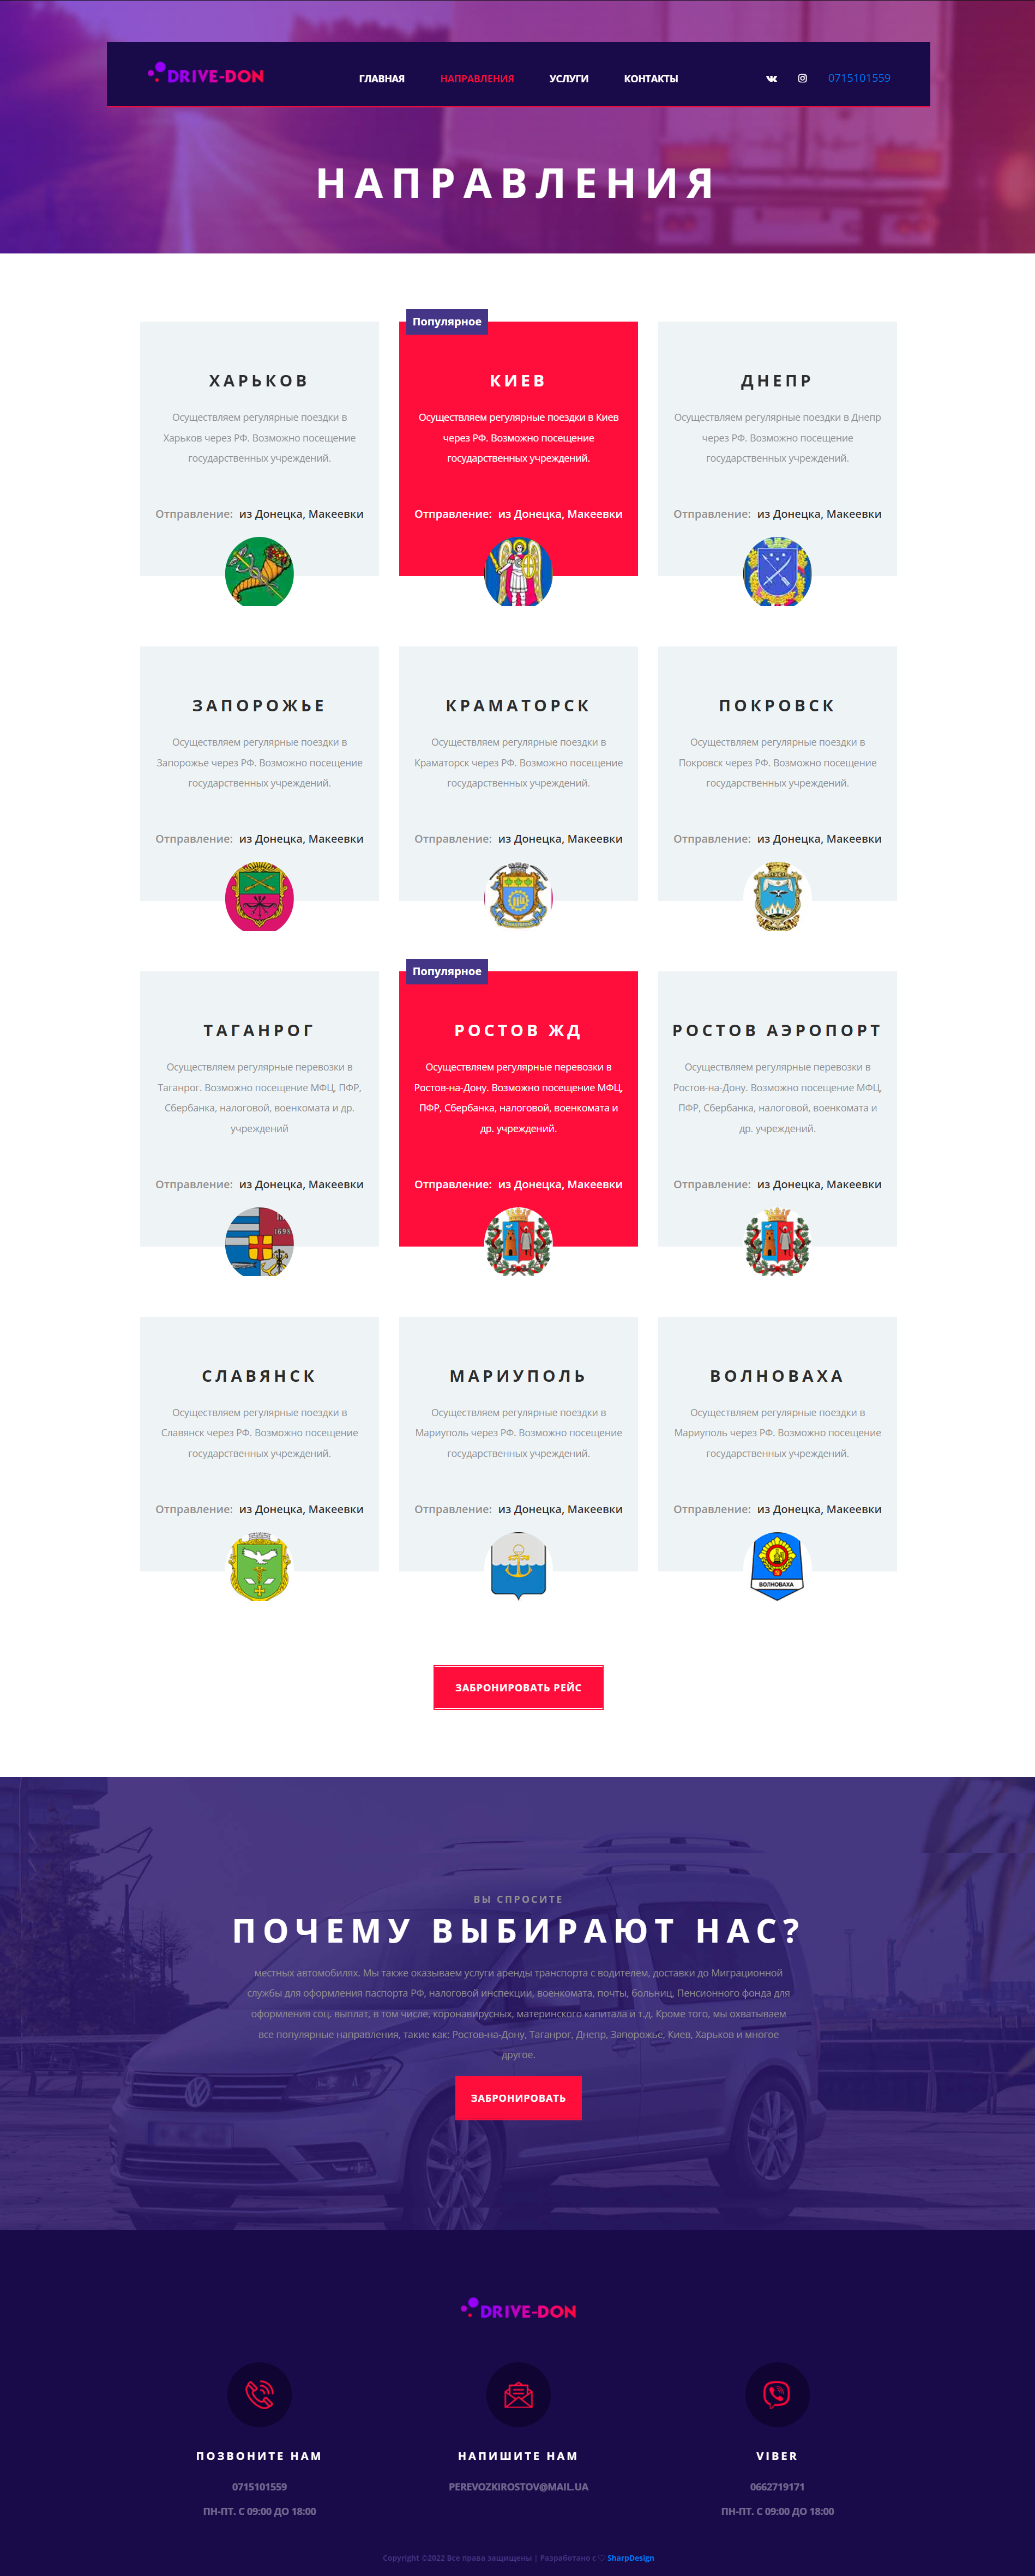 DRIVE-DON
ГЛАВНАЯ НАПРАВЛЕНИЯ УСЛУГИ КОНТАКТЫ 0715101559
НАПРАВЛЕНИЯ
ХАРЬКОВ
Осуществляем регулярные поездки в
Харьков через РФ. Возможно посещение
государственных учреждений.
Отправление: из Донецка, Макеевки
Популярное
КИЕВ
Осуществляем регулярные поездки в Киев
через РФ. Возможно посещение
государственных учреждений.
Отправление: из Донецка, Макеевки
ДНЕПР
Осуществляем регулярные поездки в Днепр
через РФ. Возможно посещение
государственных учреждений.
Отправление: из Донецка, Макеевки
ЗАПОРОЖЬЕ
Осуществляем регулярные поездки в
Запорожье через РФ. Возможно посещение
государственных учреждений.
Отправление: из Донецка, Макеевки
КРАМАТОРСК
Осуществляем регулярные поездки в
Краматорск через РФ. Возможно посещение
государственных учреждений.
Отправление: из Донецка, Макеевки
ПОКРОВСК
Осуществляем регулярные поездки в
Покровск через РФ. Возможно посещение
государственных учреждений.
Отправление: из Донецка, Макеевки
ТАГАНРОГ
Осуществляем регулярные перевозки в
Таганрог. Возможно посещение МФЦ, ПФР,
Сбербанка, налоговой, военкомата и др.
учреждений
Отправление: из Донецка, Макеевки
1698
Популярное
РОСТОВ ЖД
Осуществляем регулярные перевозки в
Ростов-на-Дону. Возможно посещение МФЦ,
ПФР, Сбербанка, налоговой, военкомата и
др. учреждений.
Отправление: из Донецка, Макеевки
РОСТОВ АЭРОПОРТ
Осуществляем регулярные перевозки в
Ростов-на-Дону. Возможно посещение МФЦ,
ПФР, Сбербанка, налоговой, военкомата и
др. учреждений.
Отправление: из Донецка, Макеевки
СЛАВЯНСК
Осуществляем регулярные поездки в
Славянск через РФ. Возможно посещение
государственных учреждений.
Отправление: из Донецка, Макеевки
МАРИУПОЛЬ
Осуществляем регулярные поездки в
Мариуполь через РФ. Возможно посещение
государственных учреждений.
Отправление: из Донецка, Макеевки
ВОЛНОВАХА
Осуществляем регулярные поездки в
Мариуполь через РФ. Возможно посещение
государственных учреждений.
Отправление: из Донецка, Макеевки
ВОЛНОВАХА
ЗАБРОНИРОВАТЬ РЕЙС
ВЫ СПРОСИТЕ
ПОЧЕМУ ВЫБИРАЮТ НАС?
местных автомобилях. Мы также оказываем услуги аренды транспорта с водителем, доставки до Миграционной
службы для оформления паспорта РФ, налоговой инспекции, военкомата, почты, больниц, Пенсионного фонда для
оформления соц. выплат, в том числе, коронавирусных, материнского капитала и т.д. Кроме того, мы охватываем
все популярные направления, такие как: Ростов-на-Дону, Таганрог, Днепр, Запорожье, Киев, Харьков и многое
другое.
ЗАБРОНИРОВАТЬ
DRIVE-DON
ПОЗВОНИТЕ НАМ
0715101559
ПН-ПТ. С 09:00 ДО 18:00
НАПИШИТЕ НАМ
PEREVOZKIROSTOV@MAIL.UA
VIBER
0662719171
ПН-ПТ. С 09:00 ДО 18:00
Copyright ©2022 Все права защищены | Разработано с ♡ SharpDesign